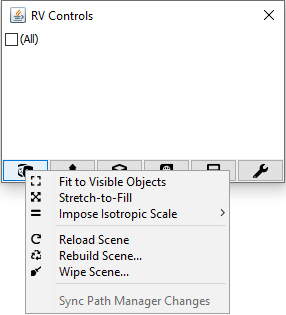 RV Controls
(All)
Fit to Visible Objects
Stretch-to-Fill
Impose Isotropic Scale
Reload Scene
Rebuild Scene...
Wipe Scene...
Sync Path Manager Changes